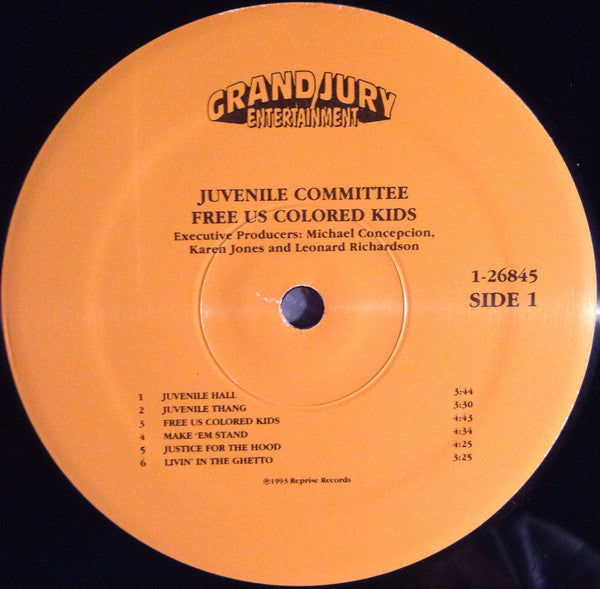 GRAND JURY
ENTERTAINMENT
JUVENILE COMMITTEE
FREE US COLORED KIDS
Executive Producers: Michael Concepcion,
Karen Jones and Leonard Richardson
1-26845
SIDE 1
1 JUVENILE HALL 3:44
2 JUVENILE THANG 3:30
3 FREE US COLORED KIDS 4:43
4 MAKE 'EM STAND 4:34
5 JUSTICE FOR THE HOOD 4:25
6 LIVIN' IN THE GHETTO 3:25
℗1993 Reprise Records